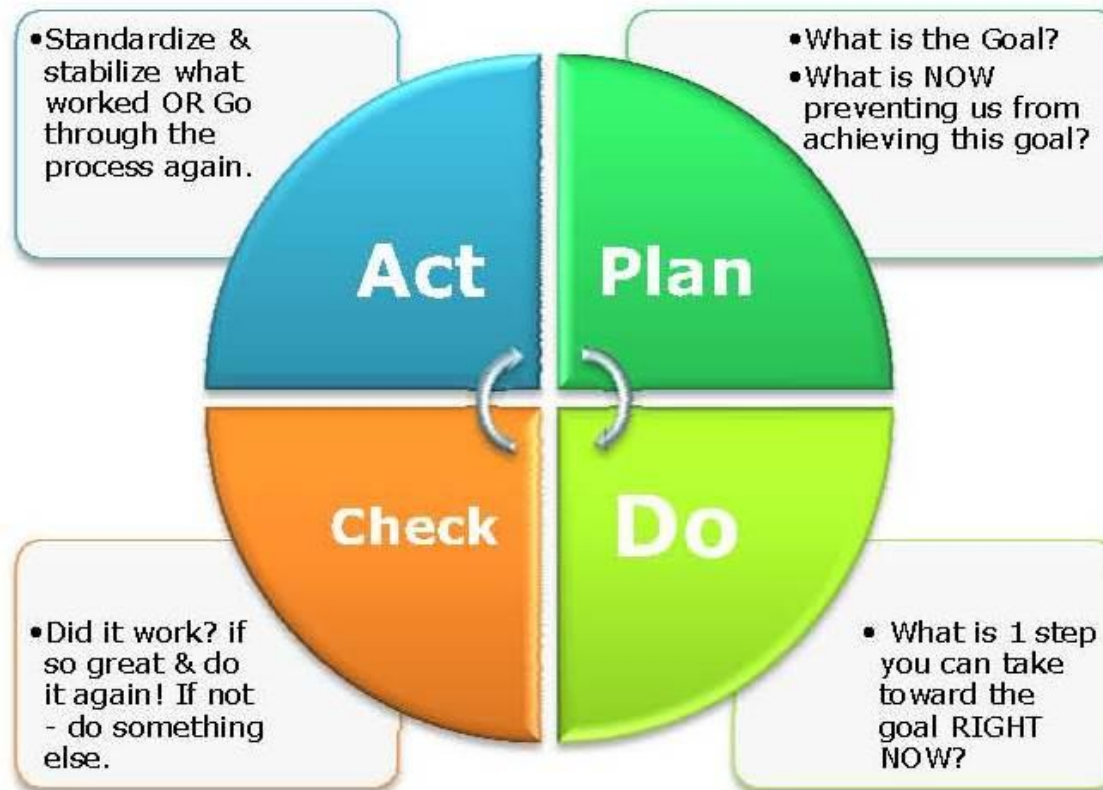 •Standardize &
stabilize what
worked OR Go
through the
process again.
•What is the Goal?
•What is NOW
preventing us from
achieving this goal?
Act
Plan
Check
Do
•Did it work? if
so great & do
it again! If not
- do something
else.
• What is 1 step
you can take
toward the
goal RIGHT
NOW?